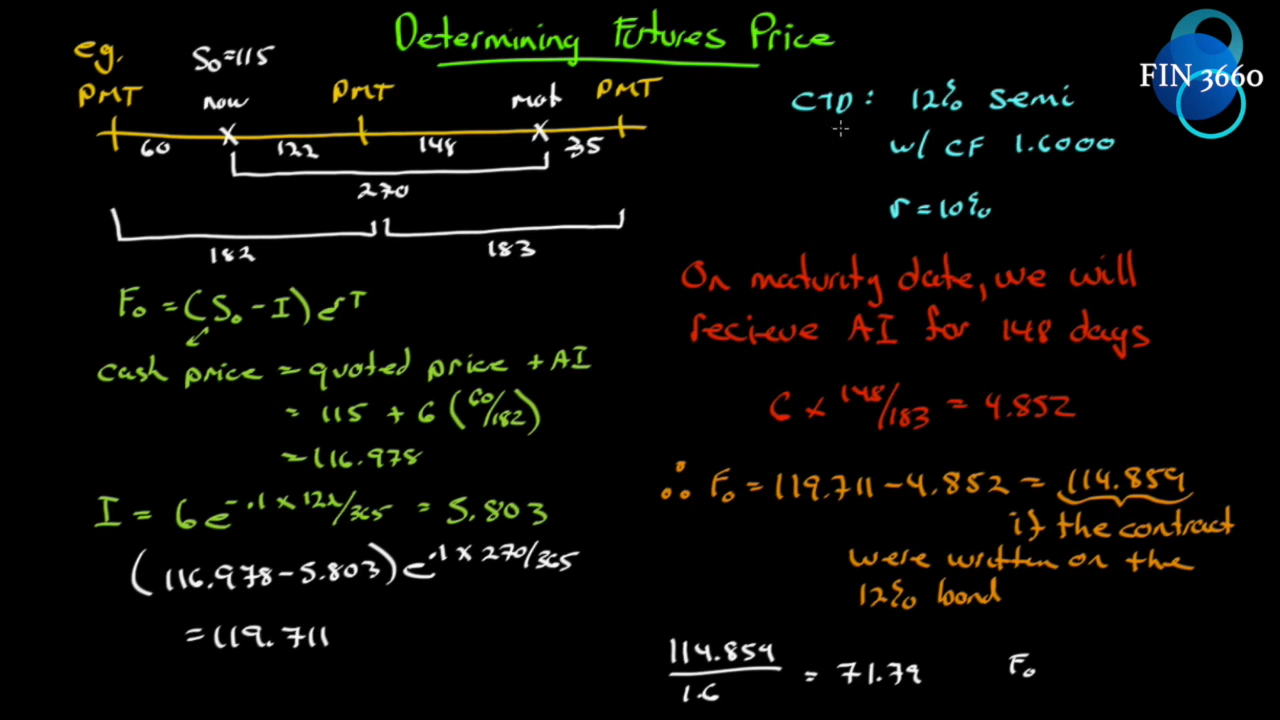 Determining Futures Price
FIN 3660
eg.
S₀=115
PMT now PMT mat PMT
60 122 148 35
270
182 183
F₀ = (S₀ - I) e^rT
cash price = quoted price + AI
= 115 + 6 (60/182)
= 116.978
I = 6e^-.1 x 122/365 = 5.803
(116.978 - 5.803) e^.1 x 270/365
= 119.711
CTD: 12% semi
w/ CF 1.6000
r = 10%
On maturity date, we will
recieve AI for 148 days
6 x 148/183 = 4.852
∴ F₀ = 119.711 - 4.852 = 114.859
if the contract
were written on the
12% bond
114.859
/1.6 = 71.79 F₀